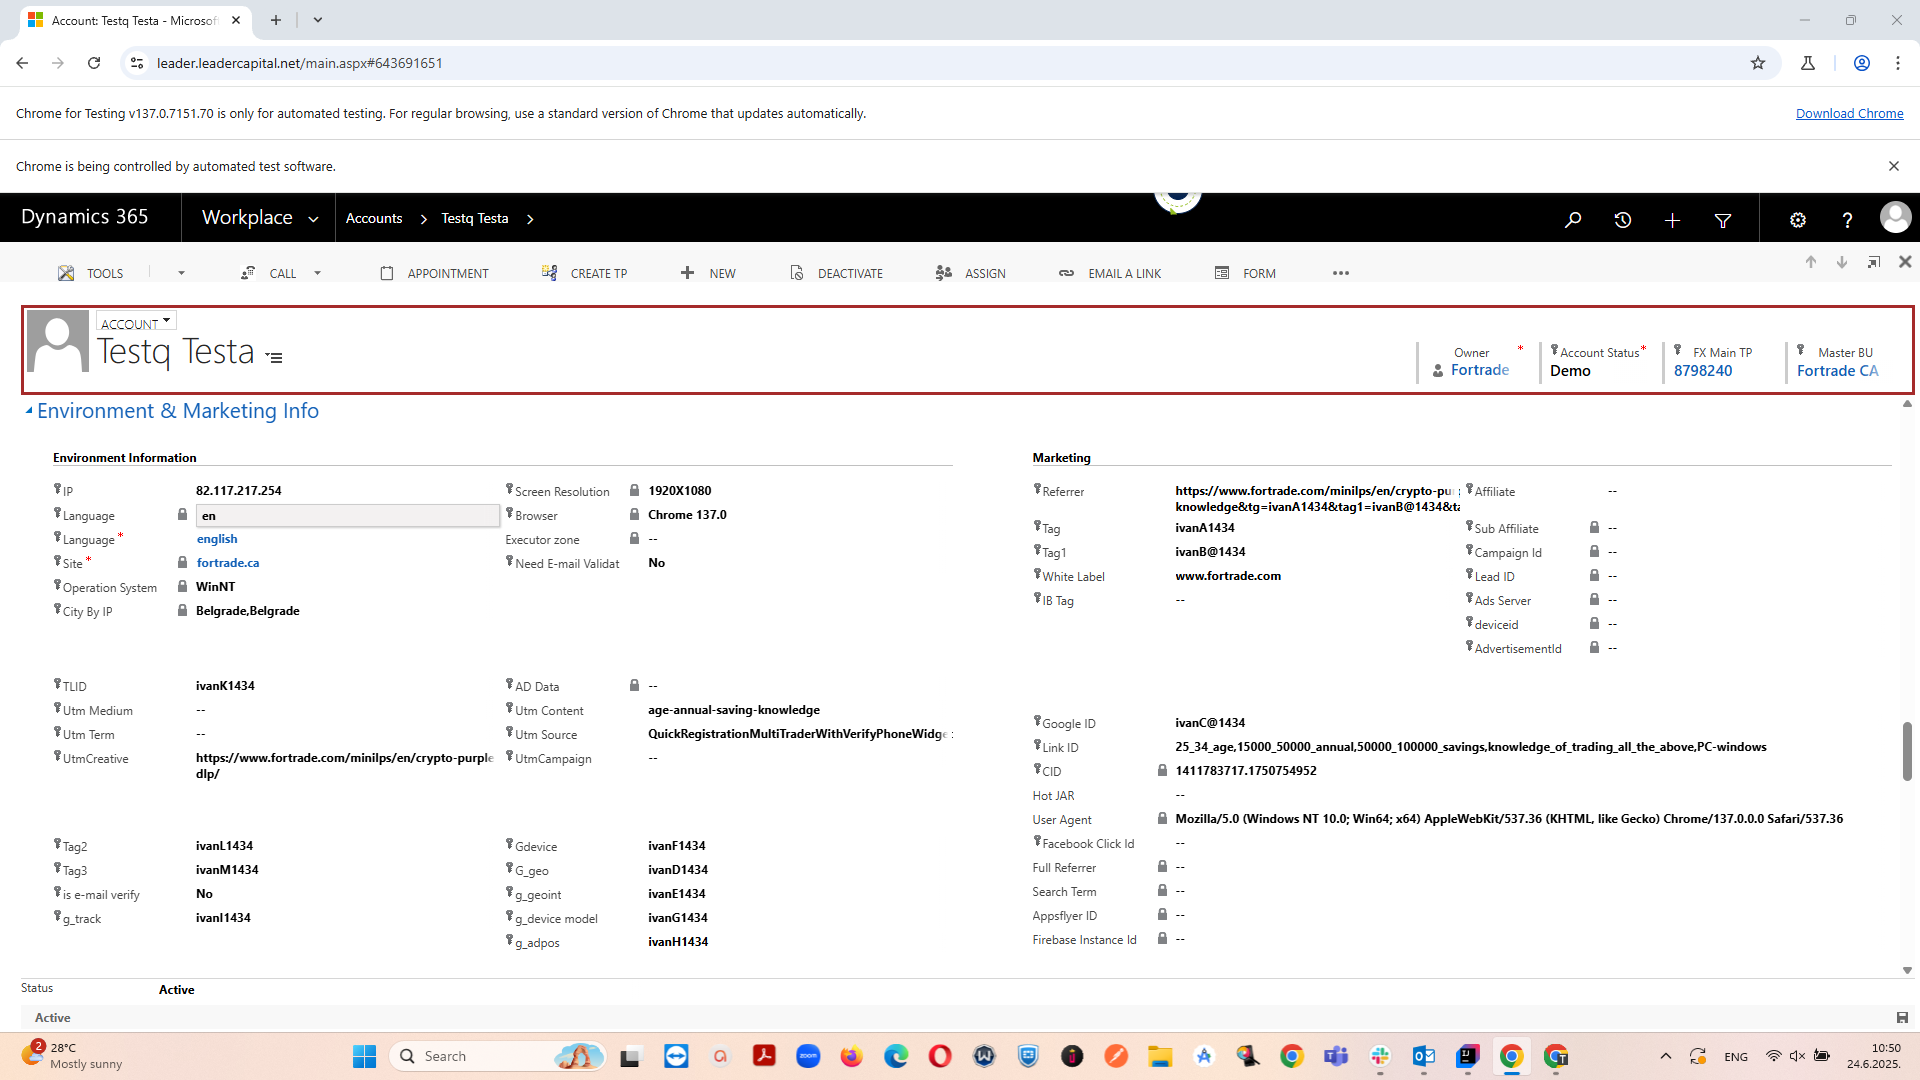 Account: Testq Testa - Microsof
leader.leadercapital.net/main.aspx#643691651
Chrome for Testing v137.0.7151.70 is only for automated testing. For regular browsing, use a standard version of Chrome that updates automatically.
Download Chrome
Chrome is being controlled by automated test software.
Dynamics 365
Workplace
Accounts
Testq Testa
TOOLS
CALL
APPOINTMENT
CREATE TP
NEW
DEACTIVATE
ASSIGN
EMAIL A LINK
FORM
ACCOUNT
Testq Testa
Owner *
Fortrade
Account Status *
Demo
FX Main TP
8798240
Master BU
Fortrade CA
Environment & Marketing Info
Environment Information
IP 82.117.217.254
Language en
Language * english
Site * fortrade.ca
Operation System WinNT
City By IP Belgrade,Belgrade
Screen Resolution 1920X1080
Browser Chrome 137.0
Executor zone --
Need E-mail Validat No
TLID ivanK1434
Utm Medium --
Utm Term --
UtmCreative https://www.fortrade.com/minilps/en/crypto-purple
dlp/
AD Data --
Utm Content age-annual-saving-knowledge
Utm Source QuickRegistrationMultiTraderWithVerifyPhoneWidge
UtmCampaign --
Tag2 ivanL1434
Tag3 ivanM1434
is e-mail verify No
g_track ivanI1434
Gdevice ivanF1434
G_geo ivanD1434
g_geoint ivanE1434
g_device model ivanG1434
g_adpos ivanH1434
Marketing
Referrer https://www.fortrade.com/minilps/en/crypto-pu
knowledge&tg=ivanA1434&tag1=ivanB@1434&ta
Tag ivanA1434
Tag1 ivanB@1434
White Label www.fortrade.com
IB Tag --
Affiliate --
Sub Affiliate --
Campaign Id --
Lead ID --
Ads Server --
deviceid --
AdvertisementId --
Google ID ivanC@1434
Link ID 25_34_age,15000_50000_annual,50000_100000_savings,knowledge_of_trading_all_the_above,PC-windows
CID 1411783717.1750754952
Hot JAR --
User Agent Mozilla/5.0 (Windows NT 10.0; Win64; x64) AppleWebKit/537.36 (KHTML, like Gecko) Chrome/137.0.0.0 Safari/537.36
Facebook Click Id --
Full Referrer --
Search Term --
Appsflyer ID --
Firebase Instance Id --
Status Active
Active
2
28°C
Mostly sunny
Search
zoom
ENG
10:50
24.6.2025.